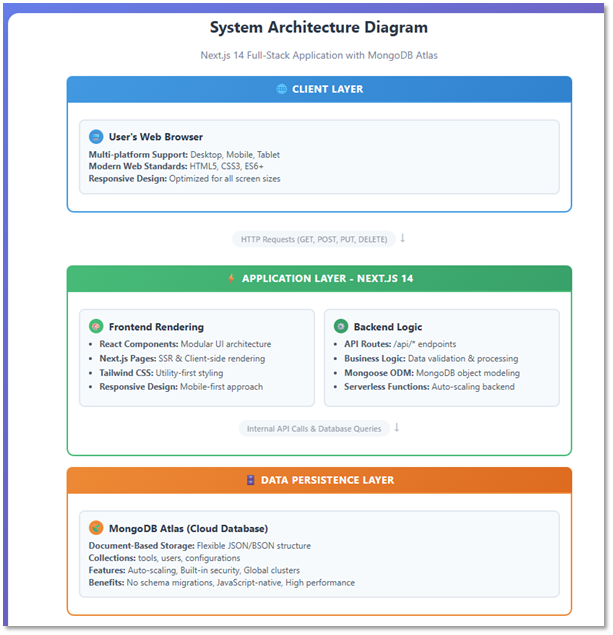 System Architecture Diagram
Next.js 14 Full-Stack Application with MongoDB Atlas
CLIENT LAYER
User's Web Browser
Multi-platform Support: Desktop, Mobile, Tablet
Modern Web Standards: HTML5, CSS3, ES6+
Responsive Design: Optimized for all screen sizes
HTTP Requests (GET, POST, PUT, DELETE) ↓
APPLICATION LAYER - NEXT.JS 14
Frontend Rendering
• React Components: Modular UI architecture
• Next.js Pages: SSR & Client-side rendering
• Tailwind CSS: Utility-first styling
• Responsive Design: Mobile-first approach
Backend Logic
• API Routes: /api/* endpoints
• Business Logic: Data validation & processing
• Mongoose ODM: MongoDB object modeling
• Serverless Functions: Auto-scaling backend
Internal API Calls & Database Queries ↓
DATA PERSISTENCE LAYER
MongoDB Atlas (Cloud Database)
Document-Based Storage: Flexible JSON/BSON structure
Collections: tools, users, configurations
Features: Auto-scaling, Built-in security, Global clusters
Benefits: No schema migrations, JavaScript-native, High performance